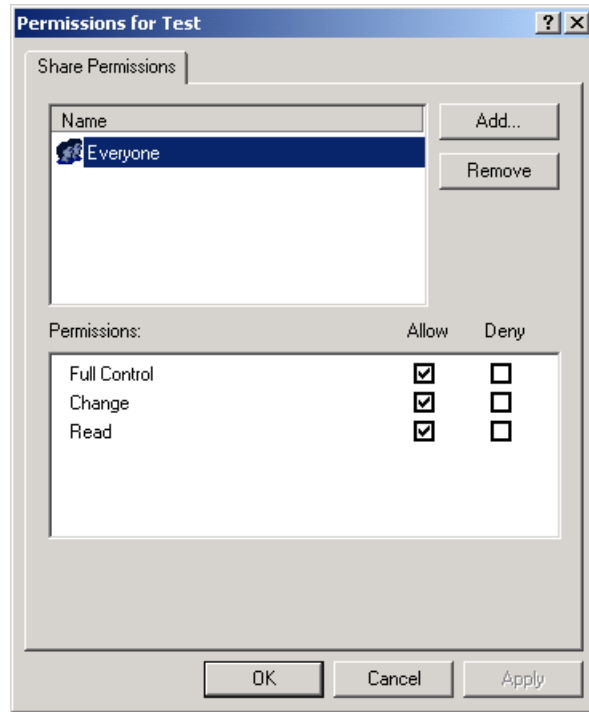 Permissions for Test
Share Permissions
Name
Add...
Everyone
Remove
Permissions: Allow Deny
Full Control
Change
Read
OK Cancel Apply